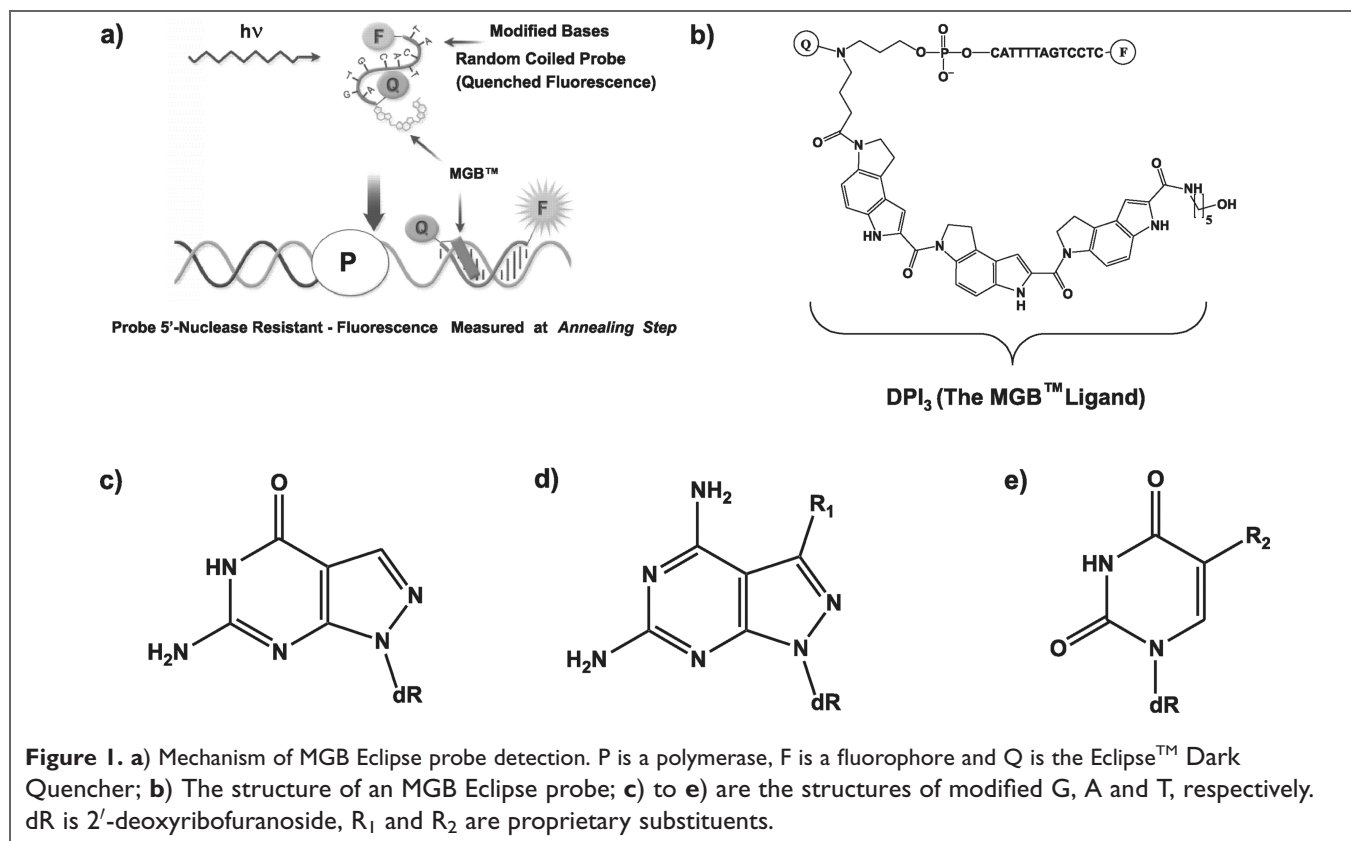 a)
hν
F
Modified Bases
Random Coiled Probe
(Quenched Fluorescence)
Q
T
A
C
A
C
T
G
T
G
A
MGB™
P
Q
F
Probe 5'-Nuclease Resistant - Fluorescence Measured at Annealing Step
b)
Q
N
O
O
P
O⁻
O
CATTTTAGTCCTC
F
O
N
HN
O
N
N
H
O
N
NH
O
NH
5
OH
DPI₃ (The MGB™ Ligand)
c)
O
HN
N
H₂N
N
N
dR
d)
NH₂
R₁
N
N
H₂N
N
N
dR
e)
O
R₂
HN
O
N
dR
Figure 1. a) Mechanism of MGB Eclipse probe detection. P is a polymerase, F is a fluorophore and Q is the Eclipse™ Dark
Quencher; b) The structure of an MGB Eclipse probe; c) to e) are the structures of modified G, A and T, respectively.
dR is 2′-deoxyribofuranoside, R₁ and R₂ are proprietary substituents.